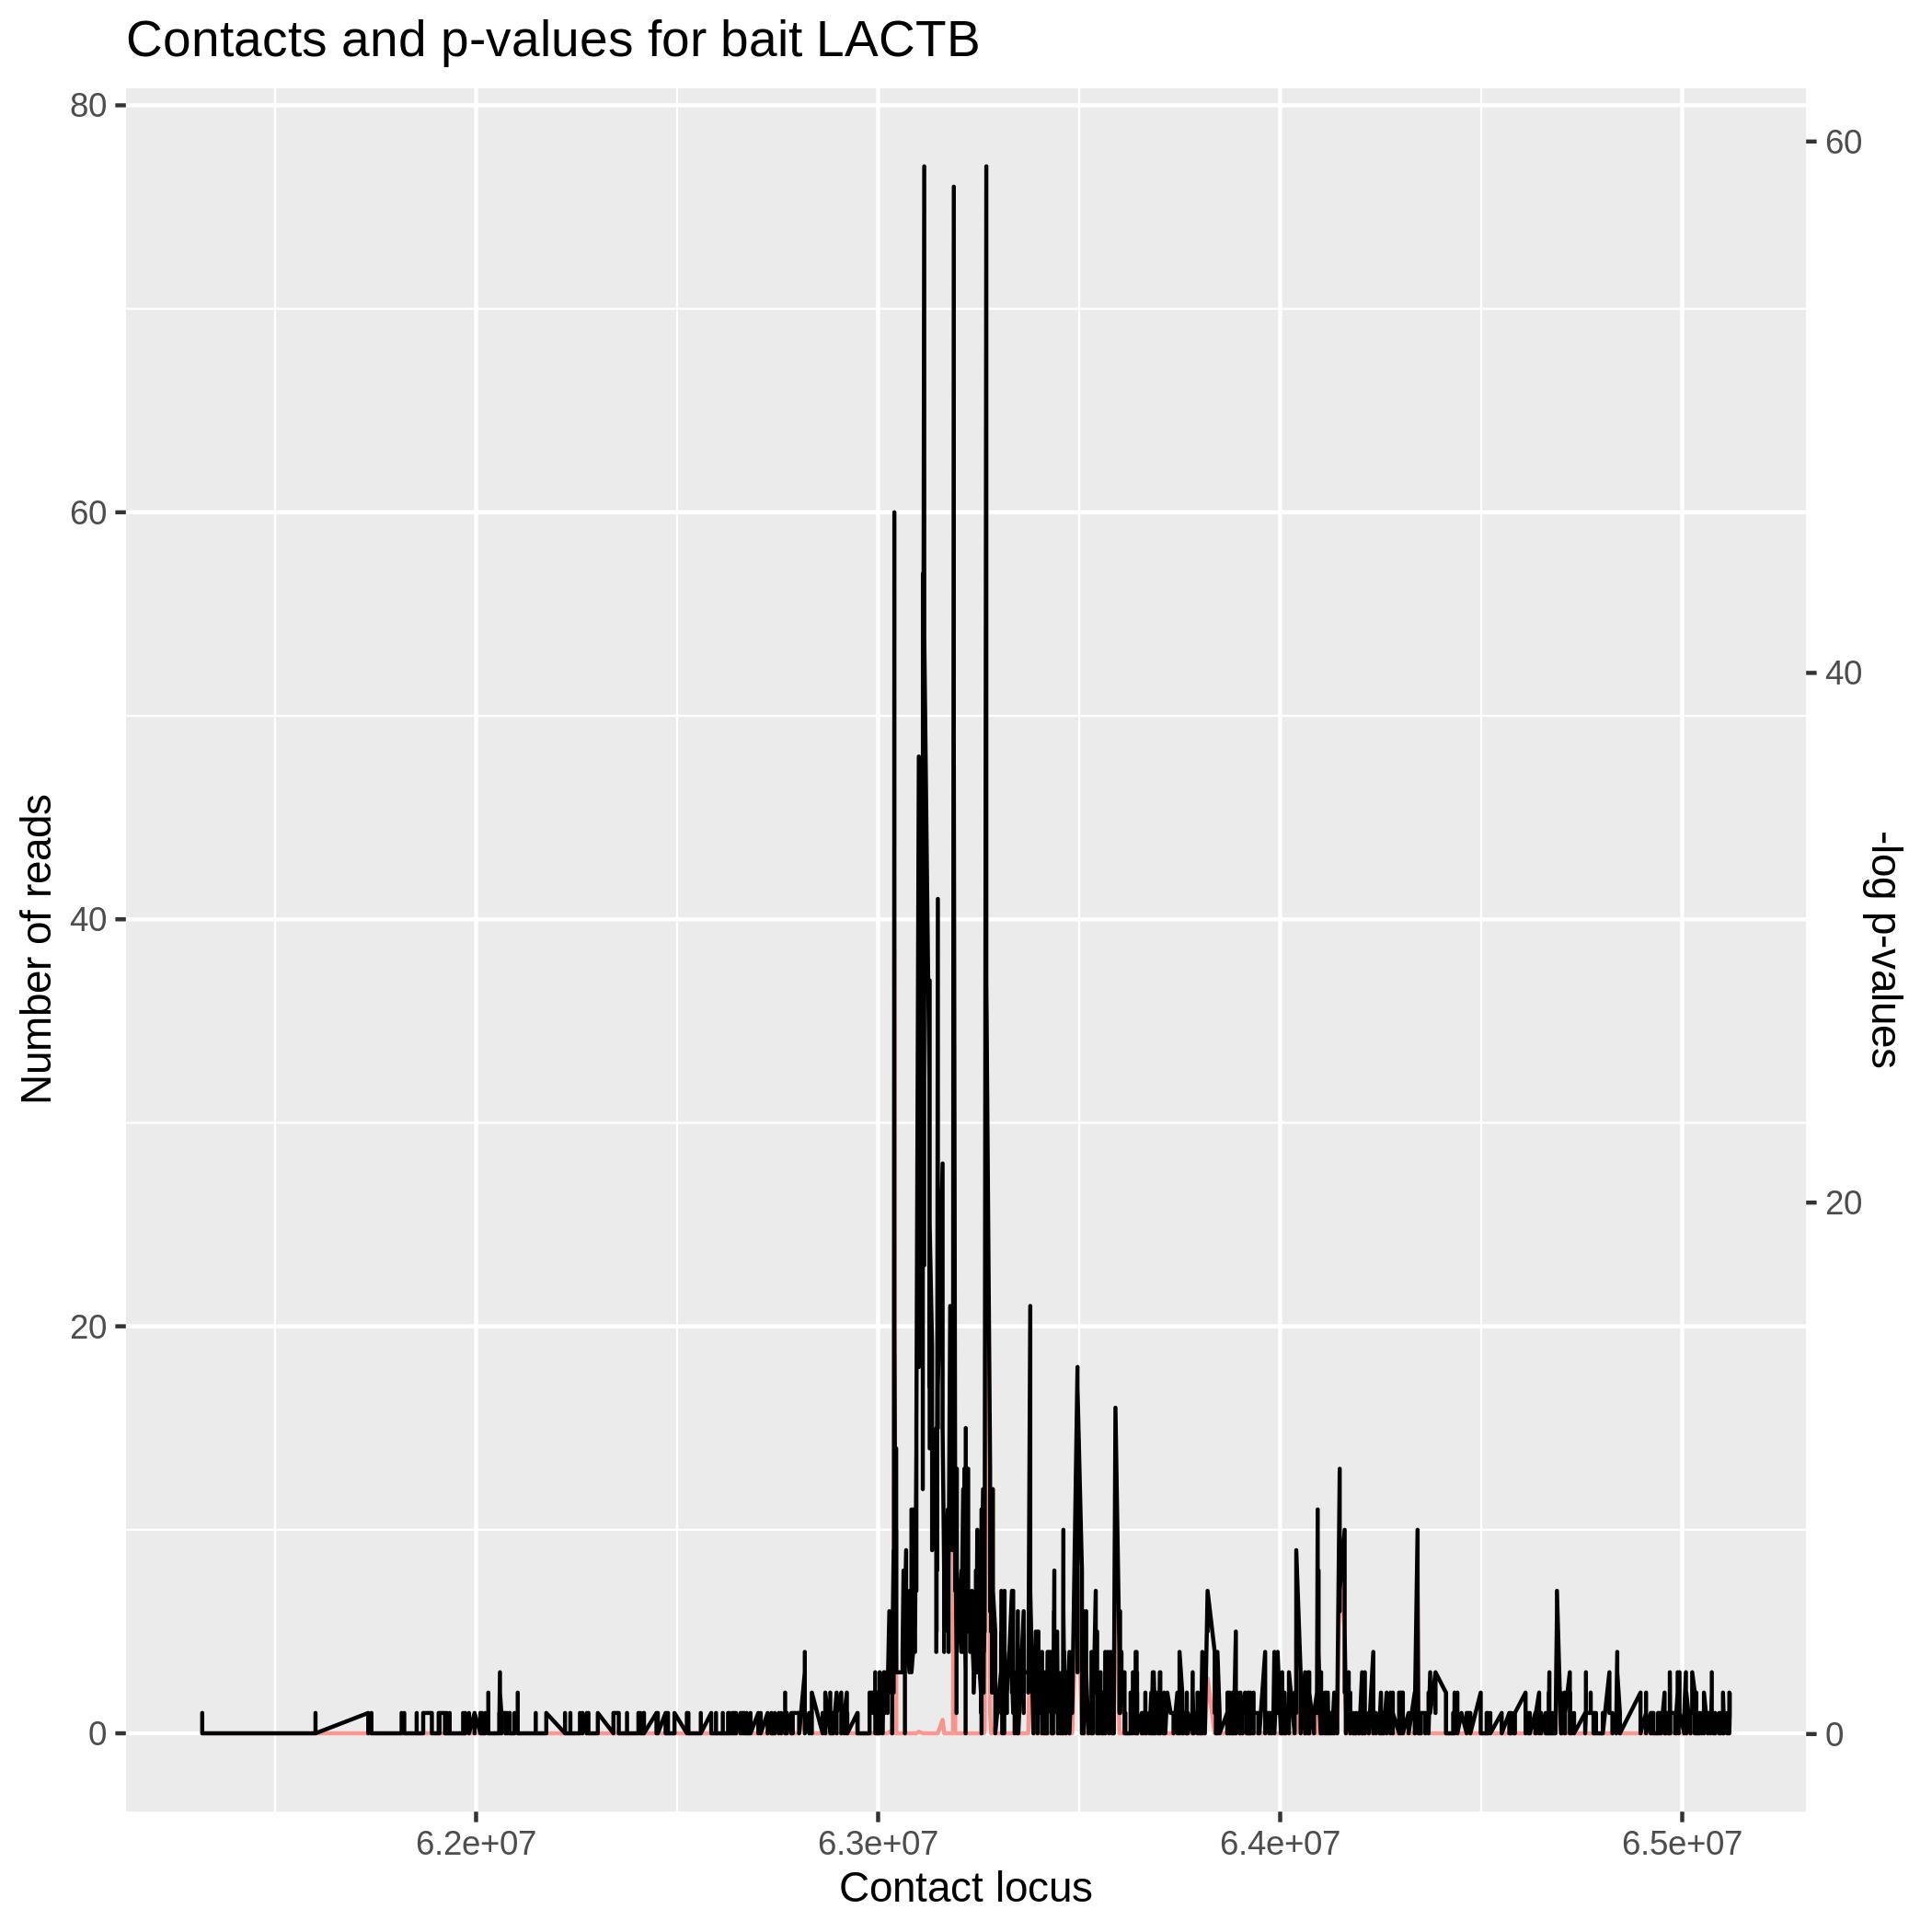 Contacts and p-values for bait LACTB
80
60
40
20
0
60
40
20
0
Number of reads
-log p-values
6.2e+07
6.3e+07
6.4e+07
6.5e+07
Contact locus